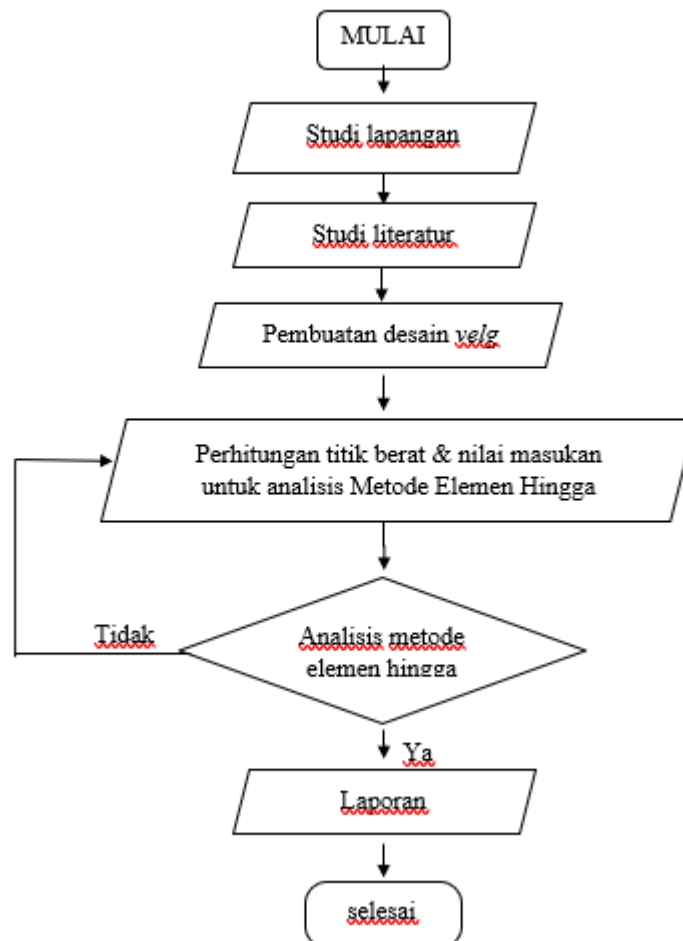 MULAI
Studi lapangan
Studi literatur
Pembuatan desain velg
Perhitungan titik berat & nilai masukan
untuk analisis Metode Elemen Hingga
Tidak
Analisis metode
elemen hingga
Ya
Laporan
selesai